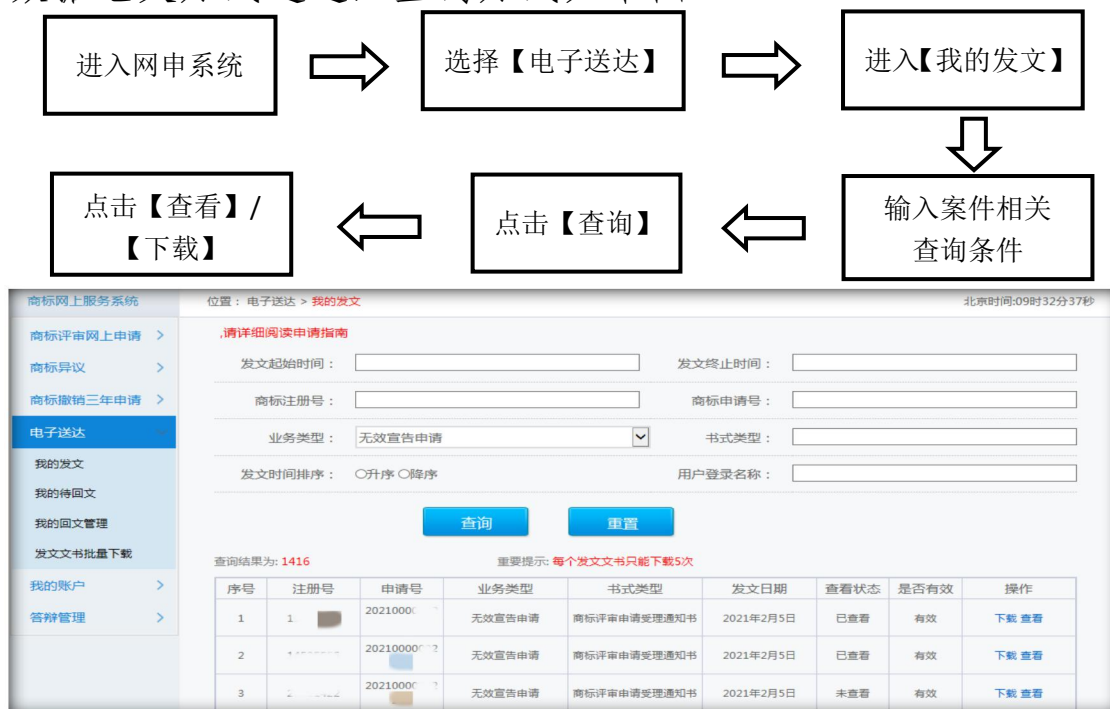 进入网申系统
选择【电子送达】
进入【我的发文】
输入案件相关
查询条件
点击【查询】
点击【查看】/
【下载】
商标网上服务系统
位置：电子送达 > 我的发文
北京时间:09时32分37秒
商标评审网上申请 >
商标异议 >
商标撤销三年申请 >
电子送达
我的发文
我的待回文
我的回文管理
发文文书批量下载
我的账户 >
答辩管理 >
,请详细阅读申请指南
发文起始时间：
发文终止时间：
商标注册号：
商标申请号：
业务类型： 无效宣告申请
书式类型：
发文时间排序： 〇升序 〇降序
用户登录名称：
查询 重置
查询结果为: 1416 重要提示: 每个发文文书只能下载5次
序号 注册号 申请号 业务类型 书式类型 发文日期 查看状态 是否有效 操作
1 1 2021000 无效宣告申请 商标评审申请受理通知书 2021年2月5日 已查看 有效 下载 查看
2 20210000 2 无效宣告申请 商标评审申请受理通知书 2021年2月5日 已查看 有效 下载 查看
3 2021000 无效宣告申请 商标评审申请受理通知书 2021年2月5日 未查看 有效 下载 查看